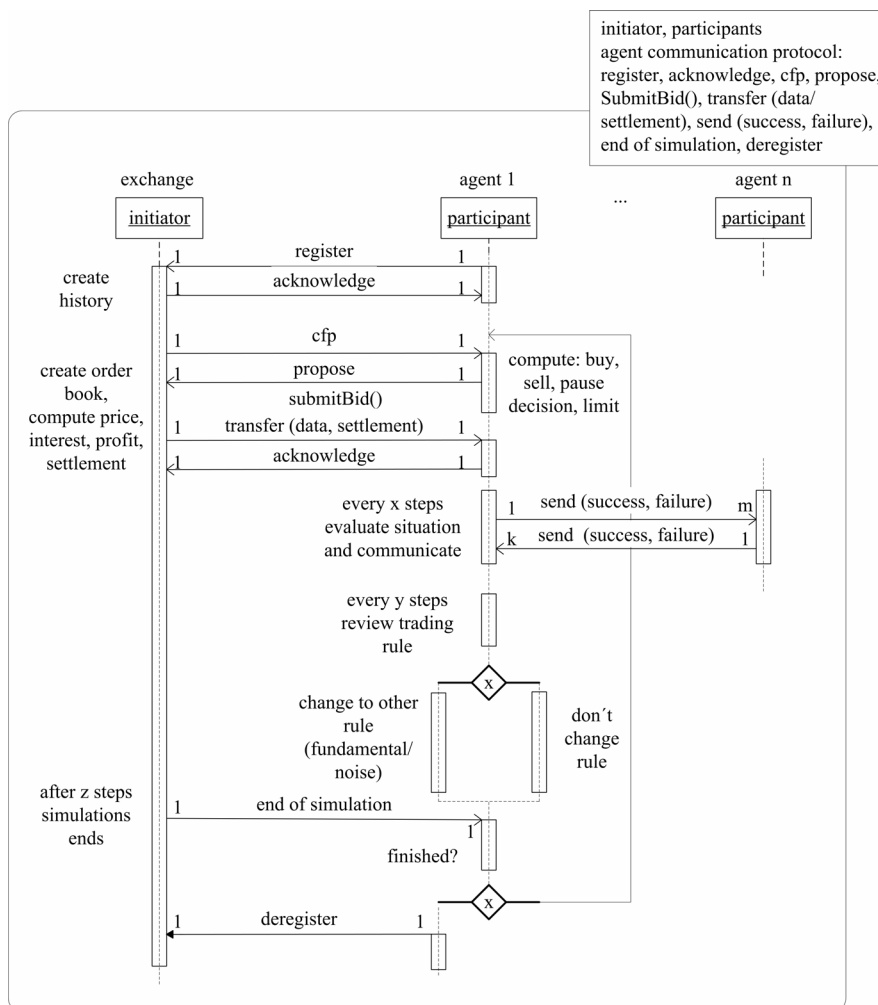 initiator, participants
agent communication protocol:
register, acknowledge, cfp, propose,
SubmitBid(), transfer (data/
settlement), send (success, failure),
end of simulation, deregister
exchange
agent 1
...
agent n
initiator
participant
participant
1 register 1
create
history
1 acknowledge 1
1 cfp 1
compute: buy,
sell, pause
decision, limit
create order
book,
compute price,
interest, profit,
settlement
1 propose 1
submitBid()
1 transfer (data, settlement) 1
1 acknowledge 1
every x steps
evaluate situation
and communicate
1 send (success, failure) m
k send (success, failure) 1
every y steps
review trading
rule
x
change to other
rule
(fundamental/
noise)
don´t
change
rule
after z steps
simulations
ends
1 end of simulation
1
finished?
x
1 deregister 1